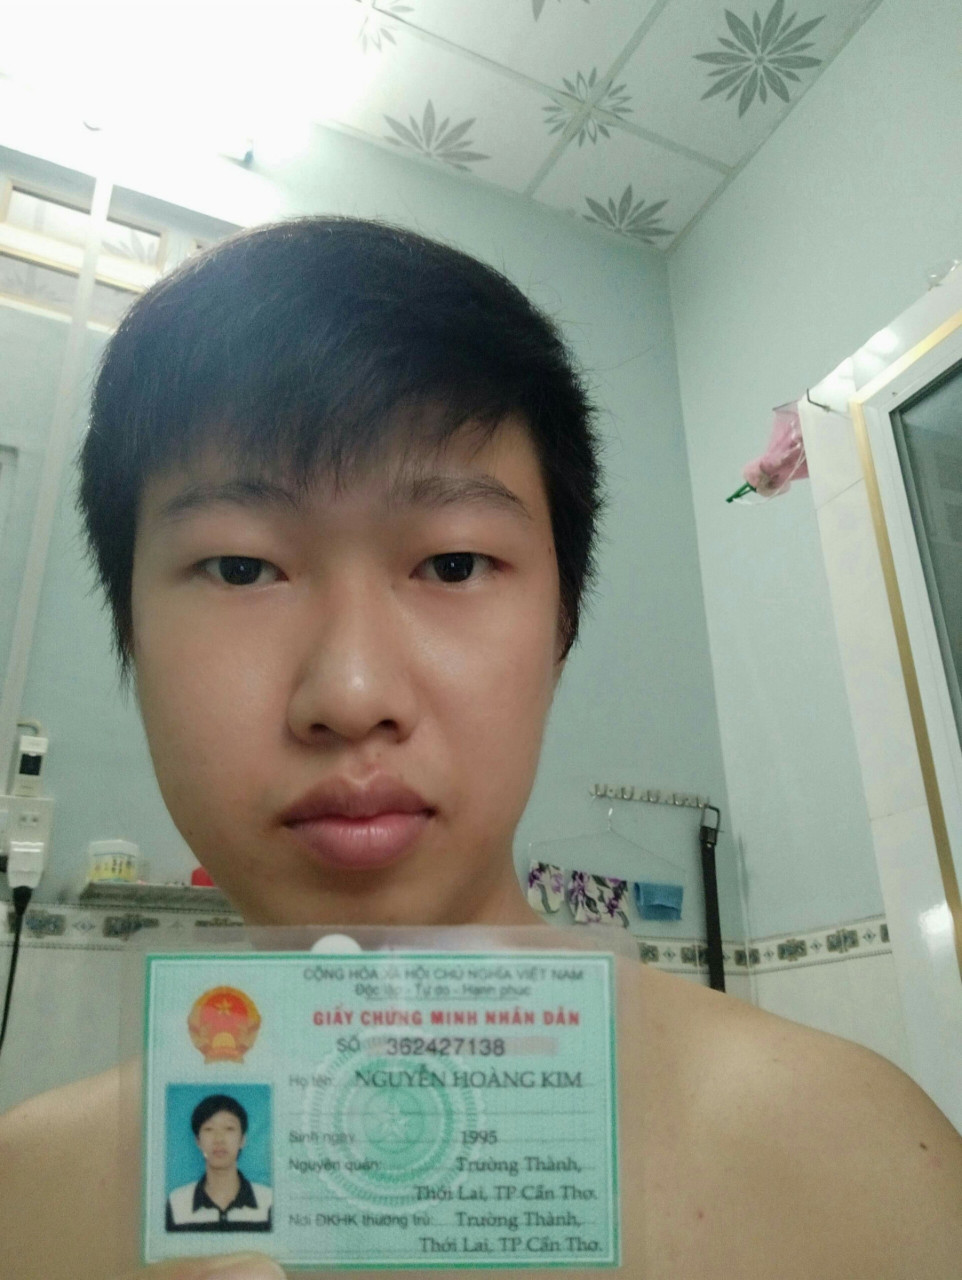 CỘNG HÒA XÃ HỘI CHỦ NGHĨA VIỆT NAM
Độc lập - Tự do - Hạnh phúc
GIẤY CHỨNG MINH NHÂN DÂN
SỐ 362427138
Họ tên: NGUYỄN HOÀNG KIM
Sinh ngày 1995
Nguyên quán: Trường Thành,
Thới Lai, TP Cần Thơ.
Nơi ĐKHK thường trú: Trường Thành,
Thới Lai, TP Cần Thơ.